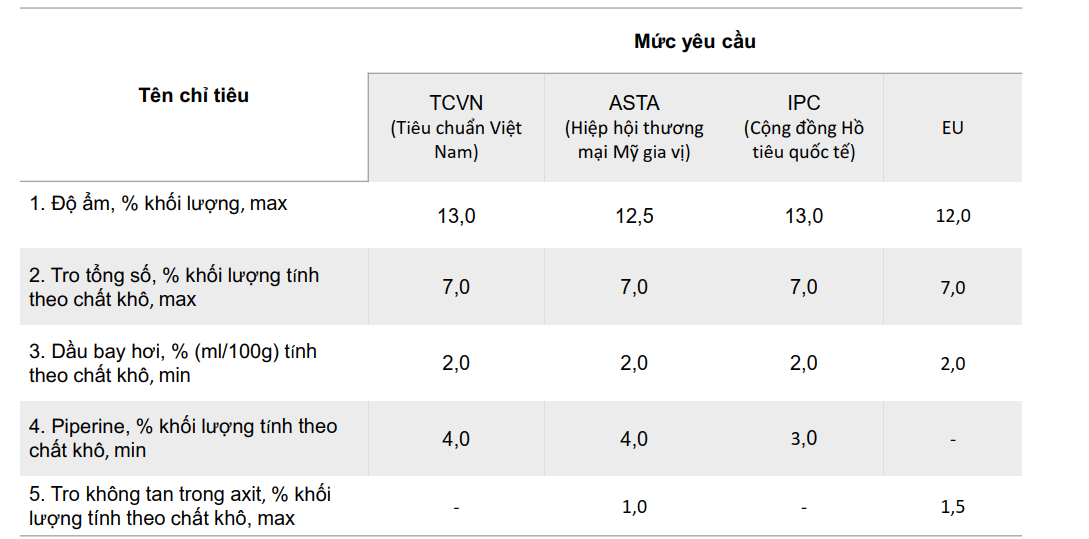 Mức yêu cầu
Tên chỉ tiêu
TCVN
(Tiêu chuẩn Việt
Nam)
ASTA
(Hiệp hội thương
mại Mỹ gia vị)
IPC
(Cộng đồng Hồ
tiêu quốc tế)
EU
1. Độ ẩm, % khối lượng, max
13,0
12,5
13,0
12,0
2. Tro tổng số, % khối lượng tính
theo chất khô, max
7,0
7,0
7,0
7,0
3. Dầu bay hơi, % (ml/100g) tính
theo chất khô, min
2,0
2,0
2,0
2,0
4. Piperine, % khối lượng tính theo
chất khô, min
4,0
4,0
3,0
-
5. Tro không tan trong axit, % khối
lượng tính theo chất khô, max
-
1,0
-
1,5